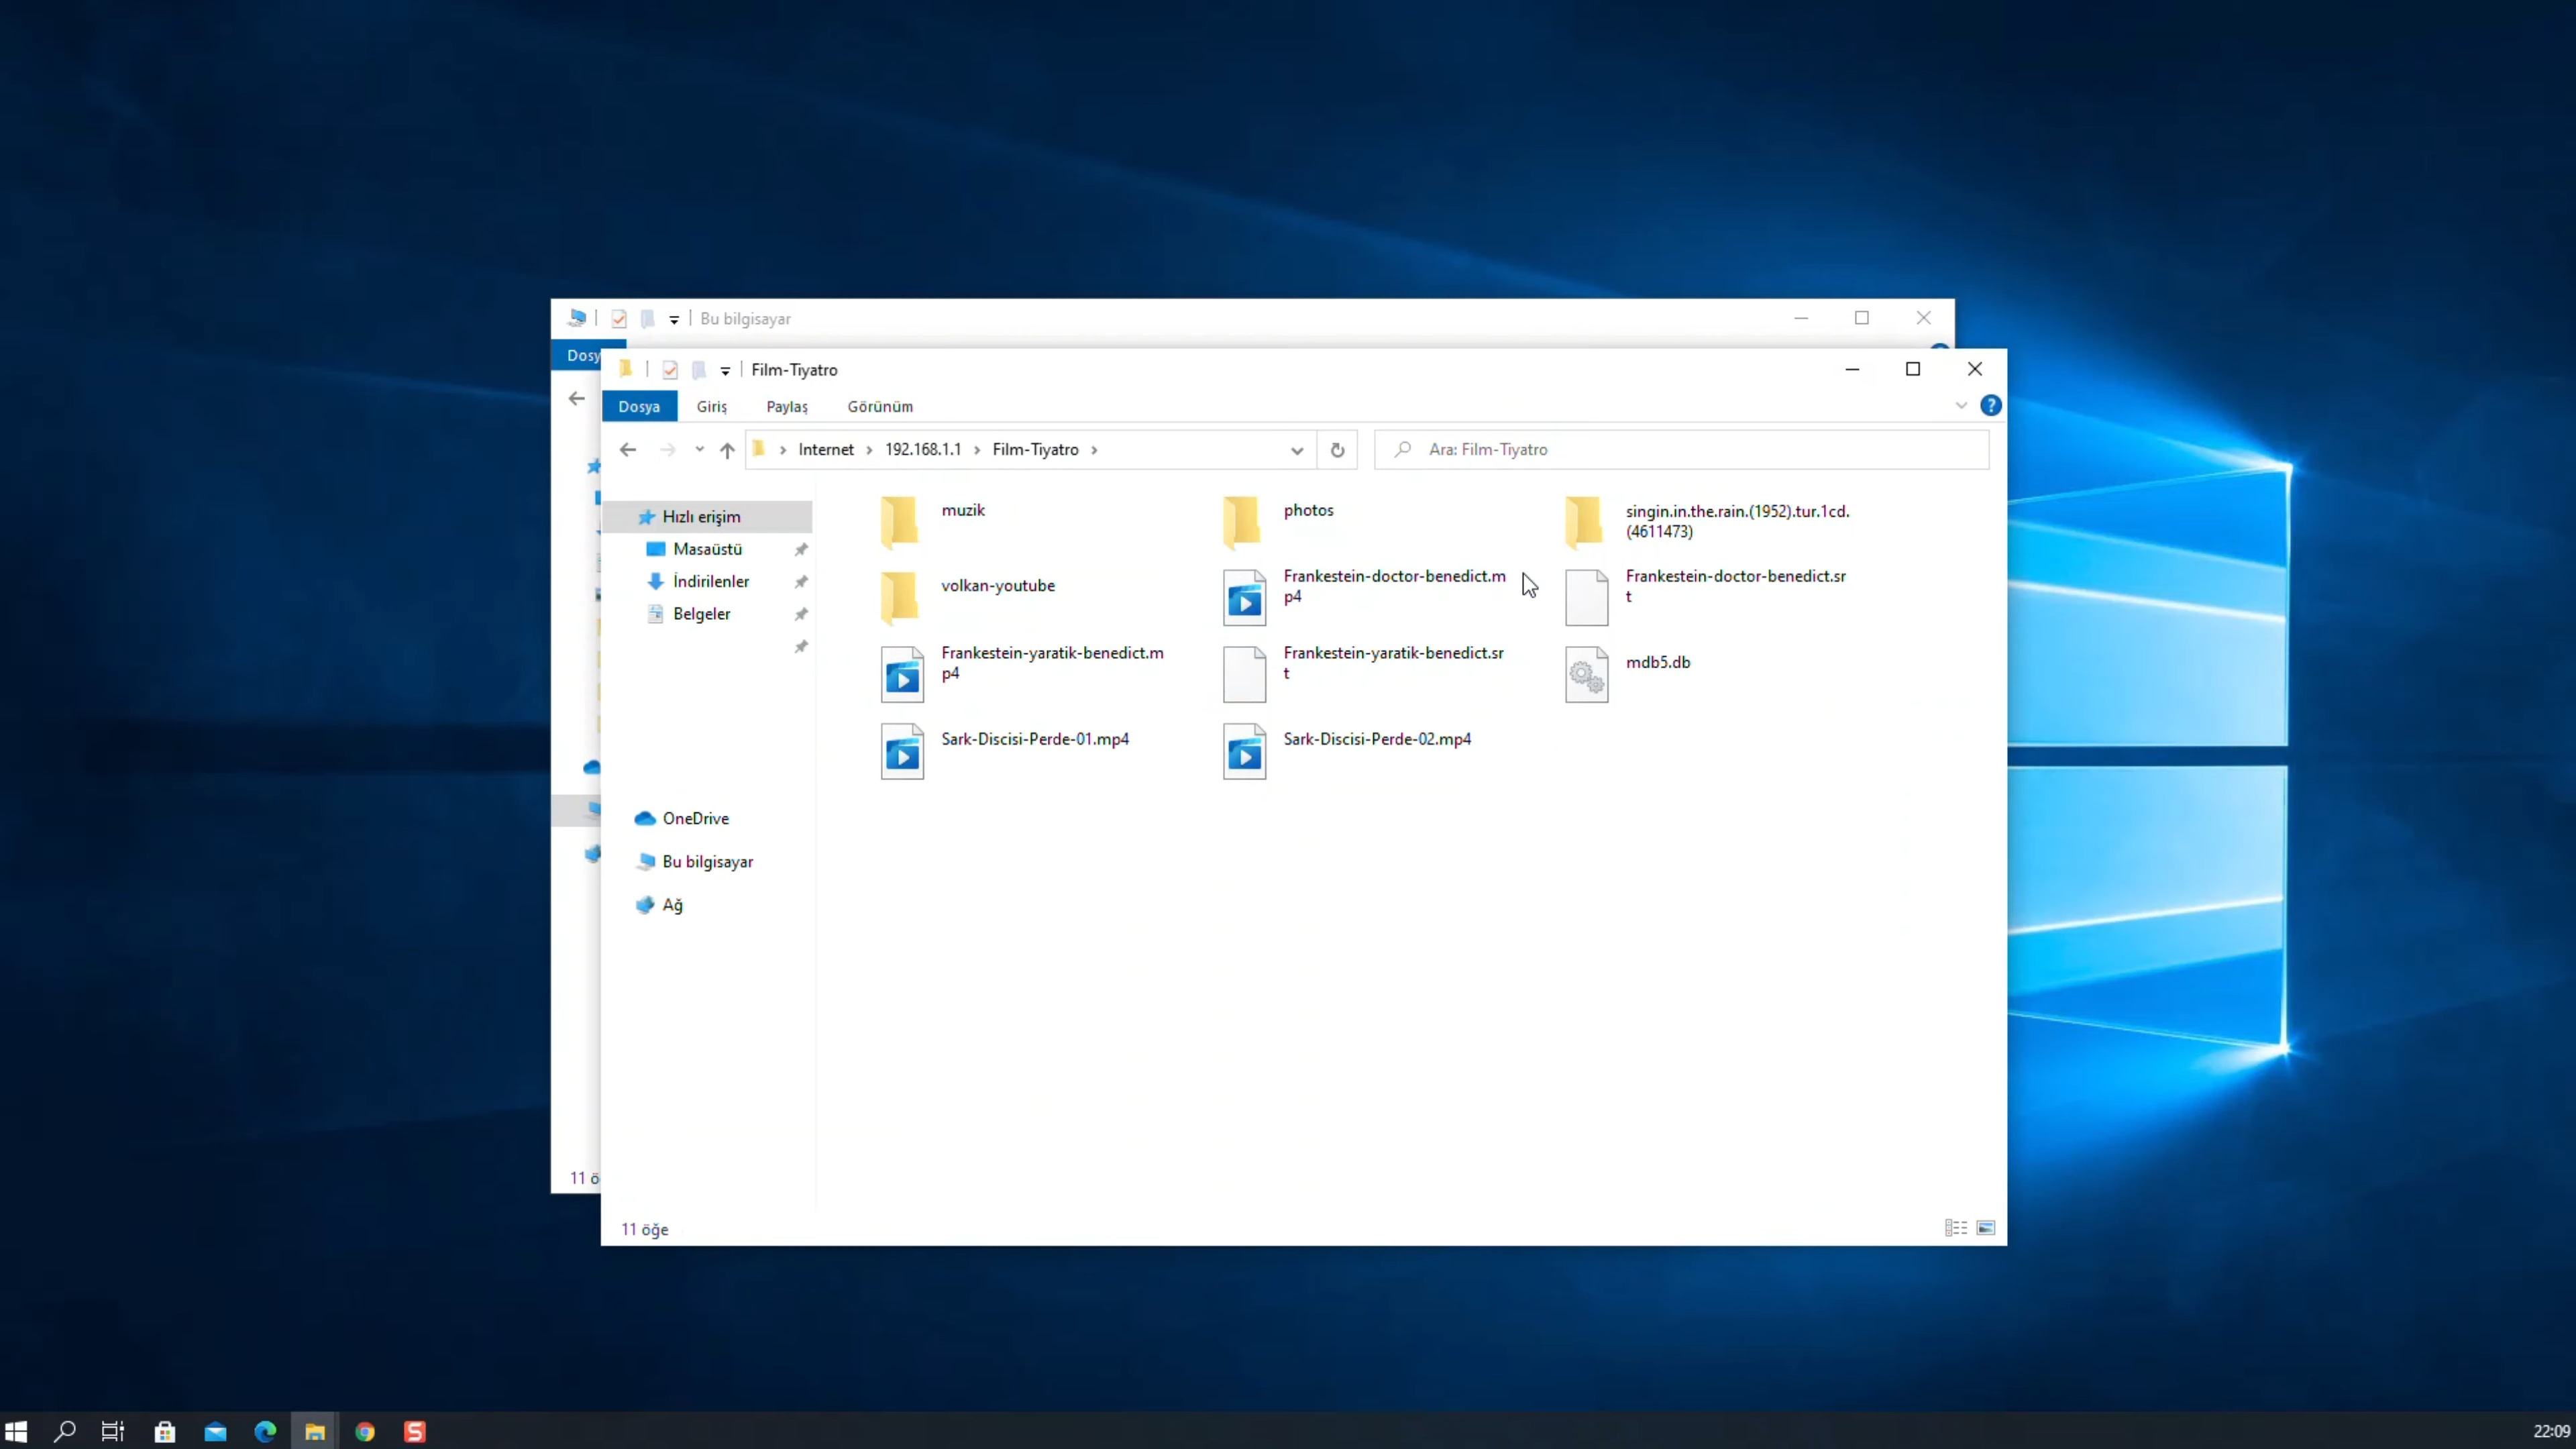 Bu bilgisayar
Dosy
Film-Tiyatro
Dosya Giriş Paylaş Görünüm
Internet 192.168.1.1 Film-Tiyatro
Ara: Film-Tiyatro
Hızlı erişim
Masaüstü
İndirilenler
Belgeler
OneDrive
Bu bilgisayar
Ağ
muzik
photos
singin.in.the.rain.(1952).tur.1cd.
(4611473)
volkan-youtube
Frankestein-doctor-benedict.m
p4
Frankestein-doctor-benedict.sr
t
Frankestein-yaratik-benedict.m
p4
Frankestein-yaratik-benedict.sr
t
mdb5.db
Sark-Discisi-Perde-01.mp4
Sark-Discisi-Perde-02.mp4
11 ö
11 öğe
22:09